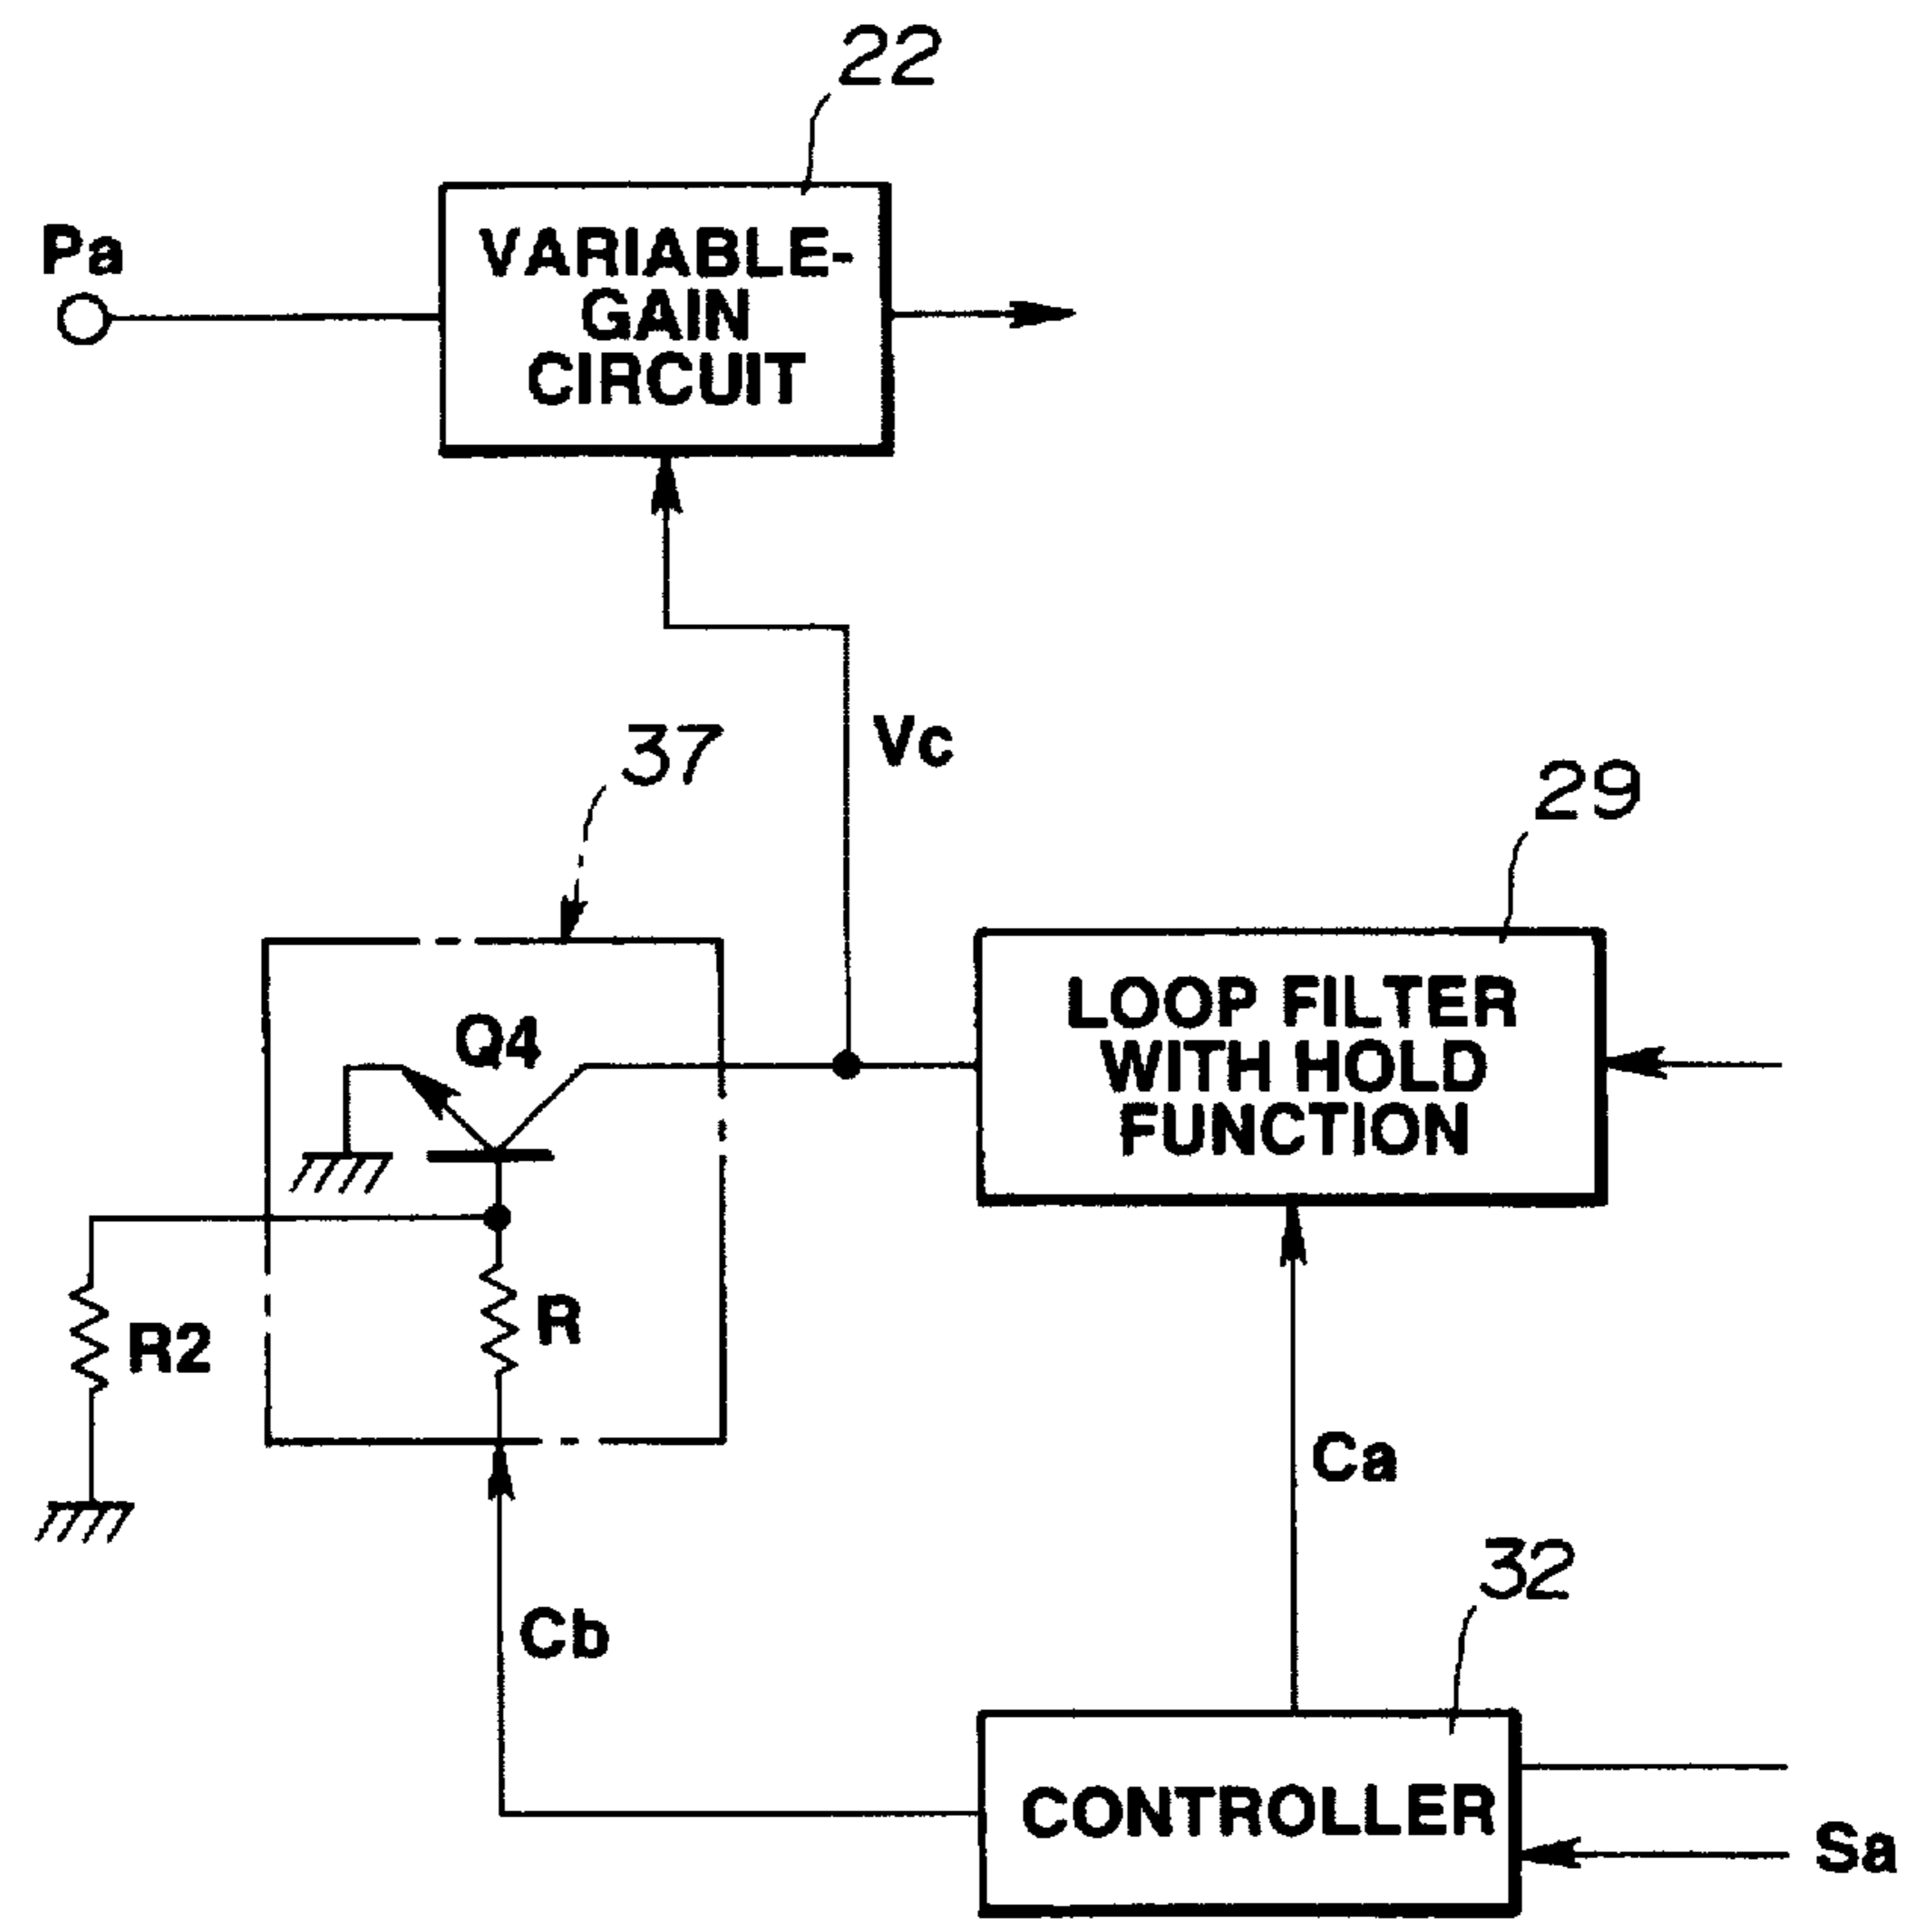 22
Pa
VARIABLE-
GAIN
CIRCUIT
Vc
37
29
LOOP FILTER
WITH HOLD
FUNCTION
Q4
R
R2
Ca
32
Cb
CONTROLLER
Sa